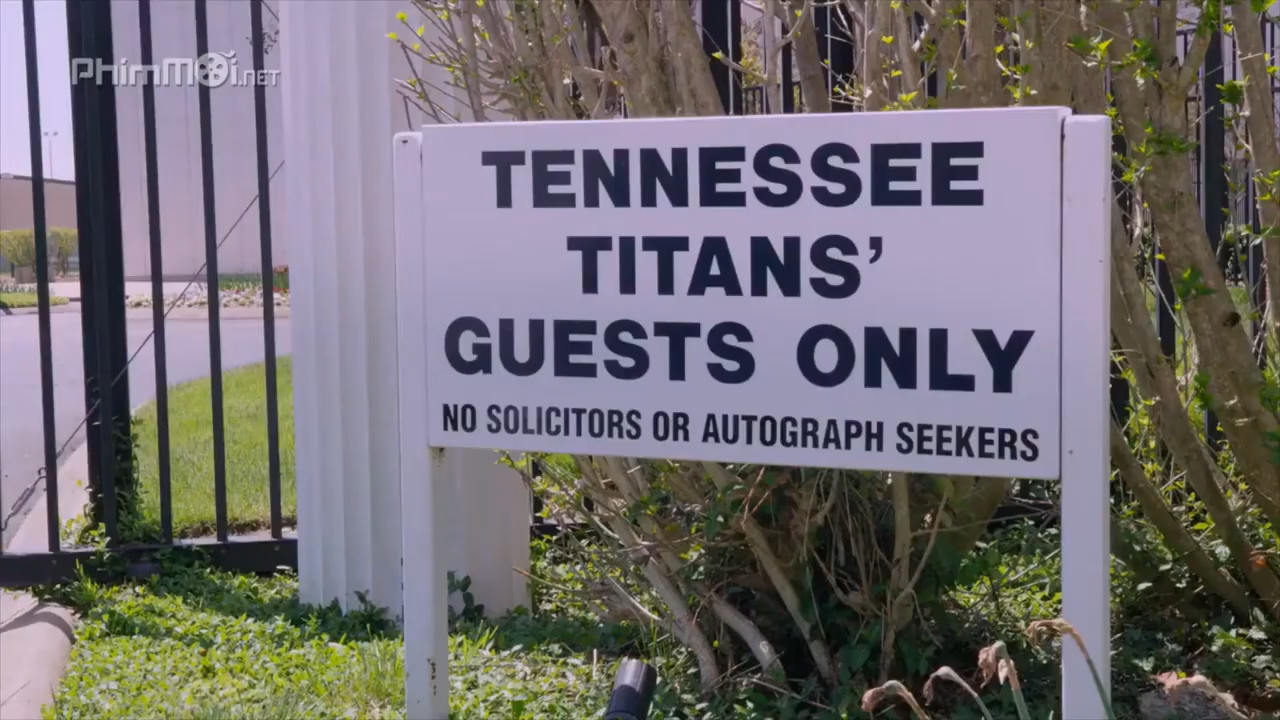 PhimMoi.NET
TENNESSEE
TITANS'
GUESTS ONLY
NO SOLICITORS OR AUTOGRAPH SEEKERS